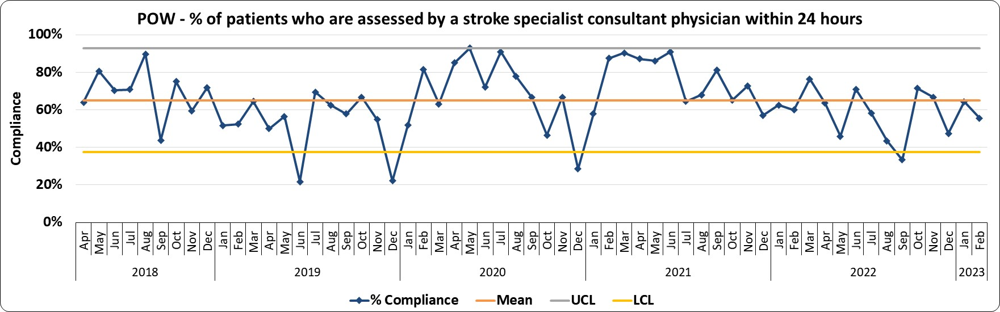 POW - % of patients who are assessed by a stroke specialist consultant physician within 24 hours
100%
80%
60%
40%
20%
0%
Compliance
Apr May Jun Jul Aug Sep Oct Nov Dec Jan Feb Mar Apr May Jun Jul Aug Sep Oct Nov Dec Jan Feb Mar Apr May Jun Jul Aug Sep Oct Nov Dec Jan Feb Mar Apr May Jun Jul Aug Sep Oct Nov Dec Jan Feb Mar Apr May Jun Jul Aug Sep Oct Nov Dec Jan Feb
2018 2019 2020 2021 2022 2023
% Compliance Mean UCL LCL